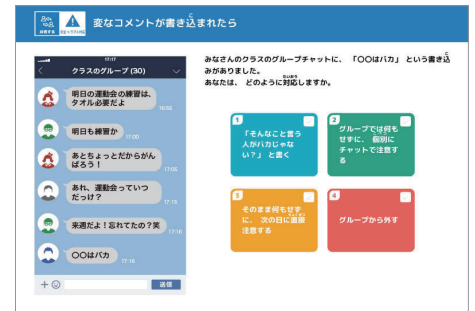 変なコメントが書き込まれたら
17:17
クラスのグループ (30)
明日の運動会の練習は、
タオル必要だよ
16:55
明日も練習か
17:00
あとちょっとだからがん
ばろう！
17:05
あれ、運動会っていつ
だっけ？
17:15
来週だよ！忘れてたの？笑
17:16
〇〇はバカ
17:16
送信
みなさんのクラスのグループチャットに、「〇〇はバカ」 という書き込
みがありました。
あなたは、 どのように対応しますか。
1
「そんなこと言う
人がバカじゃな
い？」 と書く
2
グループでは何も
せずに、 個別に
チャットで注意す
る
3
そのまま何もせず
に、 次の日に直接
注意する
4
グループから外す